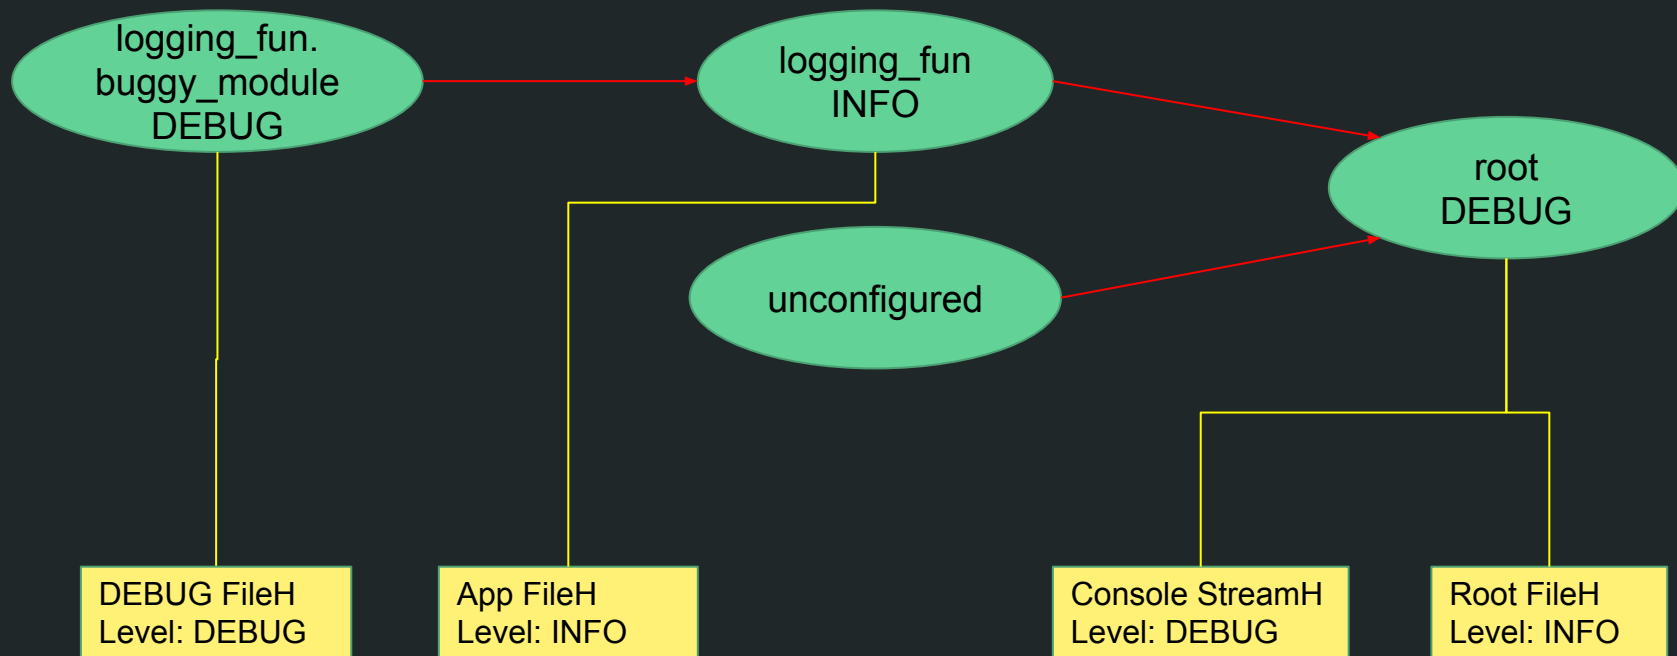 logging_fun.
buggy_module
DEBUG
logging_fun
INFO
root
DEBUG
unconfigured
DEBUG FileH
Level: DEBUG
App FileH
Level: INFO
Console StreamH
Level: DEBUG
Root FileH
Level: INFO